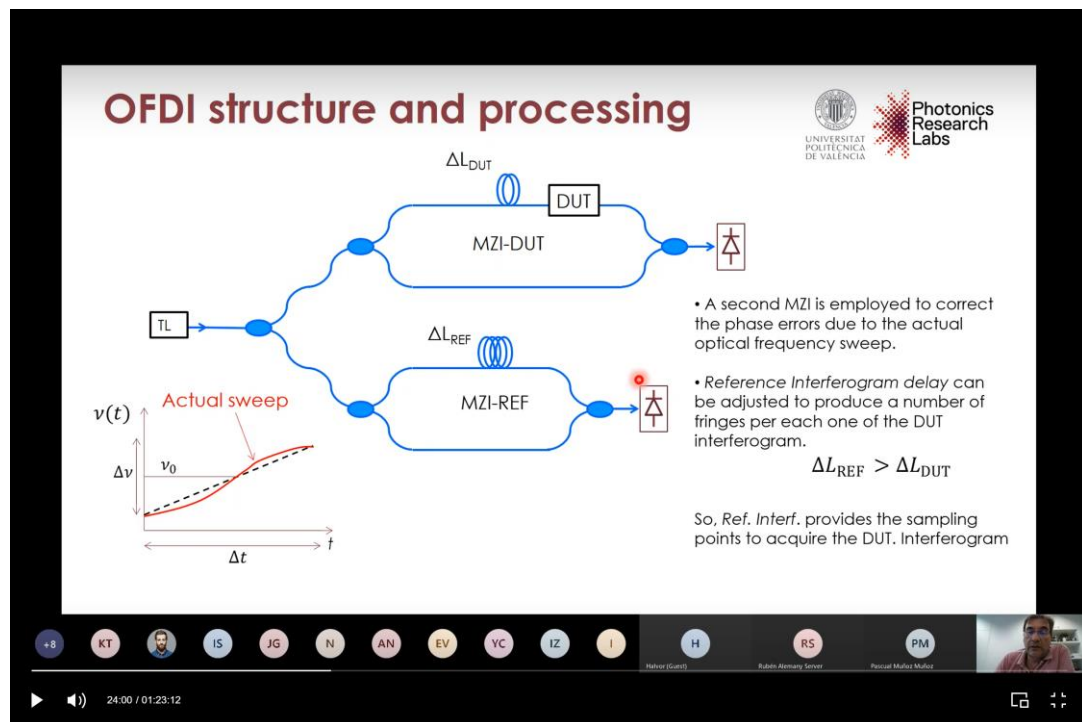 OFDI structure and processing
UNIVERSITAT
POLITÈCNICA
DE VALÈNCIA
Photonics
Research
Labs
ΔL_DUT
DUT
MZI-DUT
TL
ΔL_REF
MZI-REF
Actual sweep
ν(t)
Δν
ν₀
t
Δt
• A second MZI is employed to correct
the phase errors due to the actual
optical frequency sweep.
• Reference Interferogram delay can
be adjusted to produce a number of
fringes per each one of the DUT
interferogram.
ΔL_REF > ΔL_DUT
So, Ref. Interf. provides the sampling
points to acquire the DUT. Interferogram
+8
KT
IS
JG
N
AN
EV
YC
IZ
I
H
RS
PM
Halvor (Guest)
Rubén Alemany Server
Pascual Muñoz Muñoz
24:00 / 01:23:12